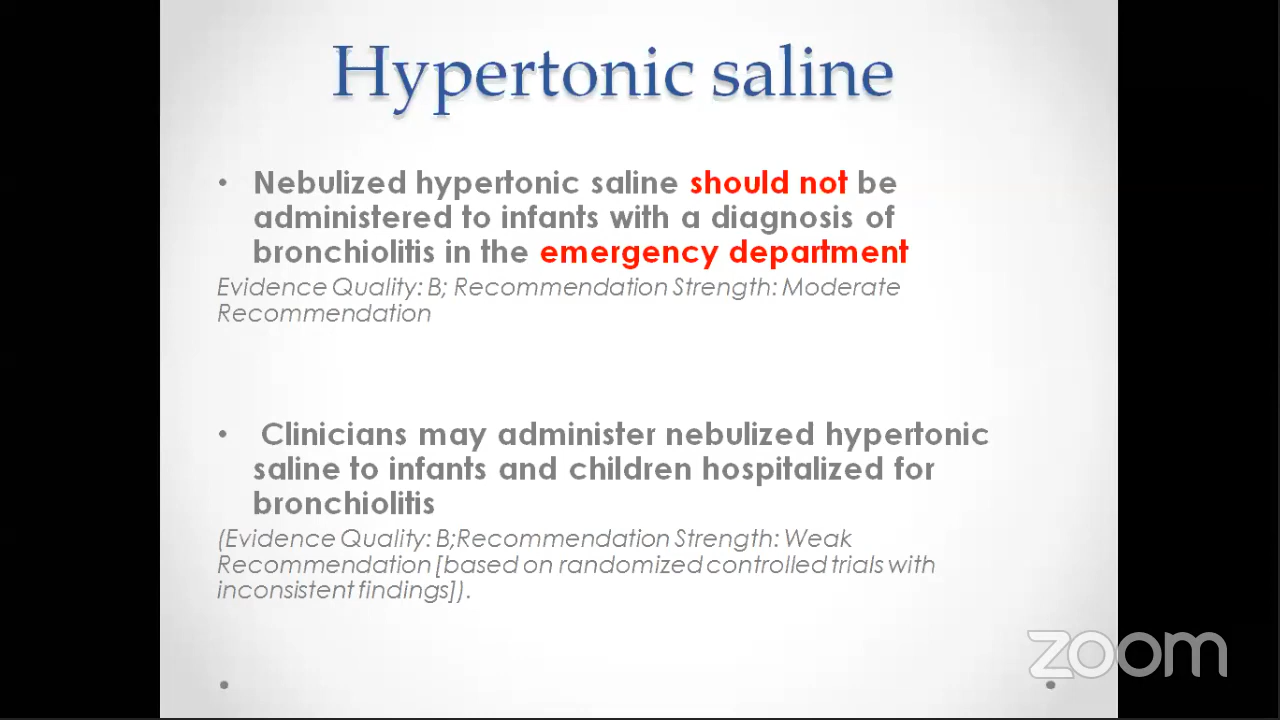 Hypertonic saline
• Nebulized hypertonic saline should not be
administered to infants with a diagnosis of
bronchiolitis in the emergency department
Evidence Quality: B; Recommendation Strength: Moderate
Recommendation
• Clinicians may administer nebulized hypertonic
saline to infants and children hospitalized for
bronchiolitis
(Evidence Quality: B;Recommendation Strength: Weak
Recommendation [based on randomized controlled trials with
inconsistent findings]).
zoom